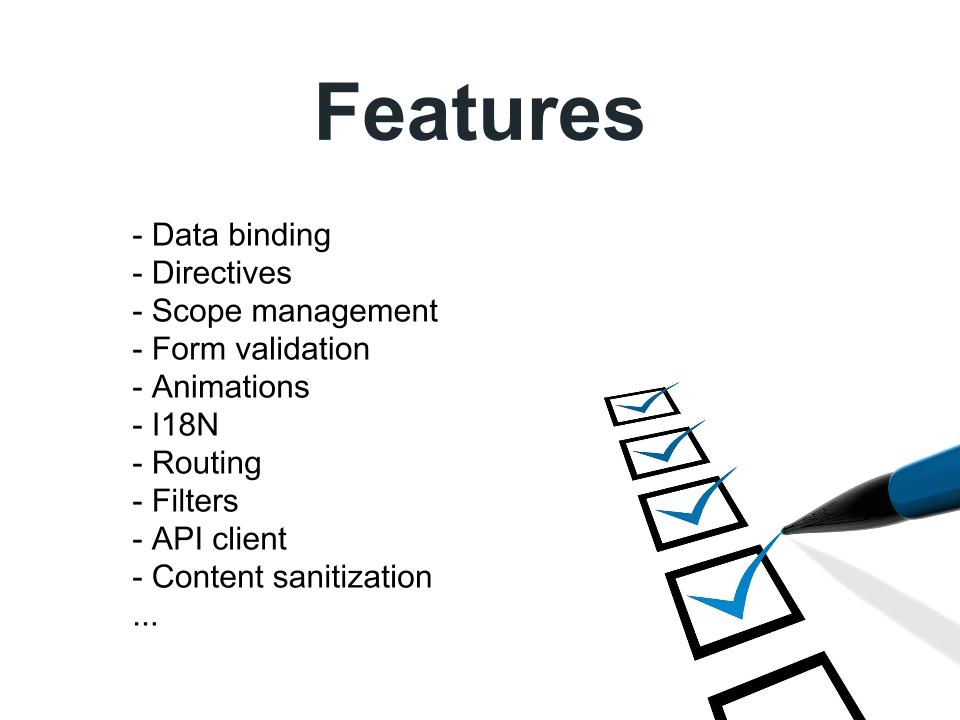 Features
- Data binding
- Directives
- Scope management
- Form validation
- Animations
- I18N
- Routing
- Filters
- API client
- Content sanitization
...